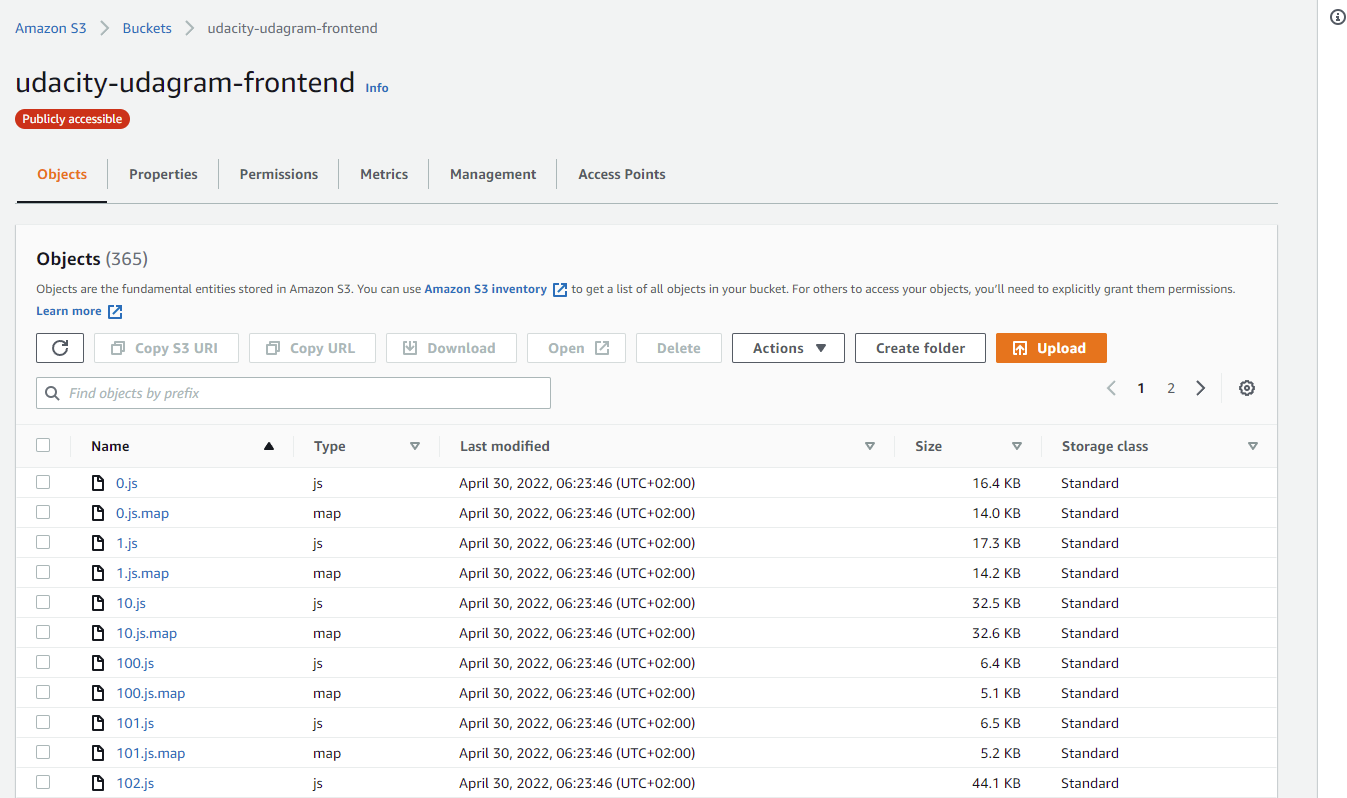 Amazon S3 > Buckets > udacity-udagram-frontend
udacity-udagram-frontend Info
Publicly accessible
Objects Properties Permissions Metrics Management Access Points
Objects (365)
Objects are the fundamental entities stored in Amazon S3. You can use Amazon S3 inventory to get a list of all objects in your bucket. For others to access your objects, you'll need to explicitly grant them permissions.
Learn more
Copy S3 URI Copy URL Download Open Delete Actions Create folder Upload
Find objects by prefix 1 2
Name Type Last modified Size Storage class
0.js js April 30, 2022, 06:23:46 (UTC+02:00) 16.4 KB Standard
0.js.map map April 30, 2022, 06:23:46 (UTC+02:00) 14.0 KB Standard
1.js js April 30, 2022, 06:23:46 (UTC+02:00) 17.3 KB Standard
1.js.map map April 30, 2022, 06:23:46 (UTC+02:00) 14.2 KB Standard
10.js js April 30, 2022, 06:23:46 (UTC+02:00) 32.5 KB Standard
10.js.map map April 30, 2022, 06:23:46 (UTC+02:00) 32.6 KB Standard
100.js js April 30, 2022, 06:23:46 (UTC+02:00) 6.4 KB Standard
100.js.map map April 30, 2022, 06:23:46 (UTC+02:00) 5.1 KB Standard
101.js js April 30, 2022, 06:23:46 (UTC+02:00) 6.5 KB Standard
101.js.map map April 30, 2022, 06:23:46 (UTC+02:00) 5.2 KB Standard
102.js js April 30, 2022, 06:23:46 (UTC+02:00) 44.1 KB Standard